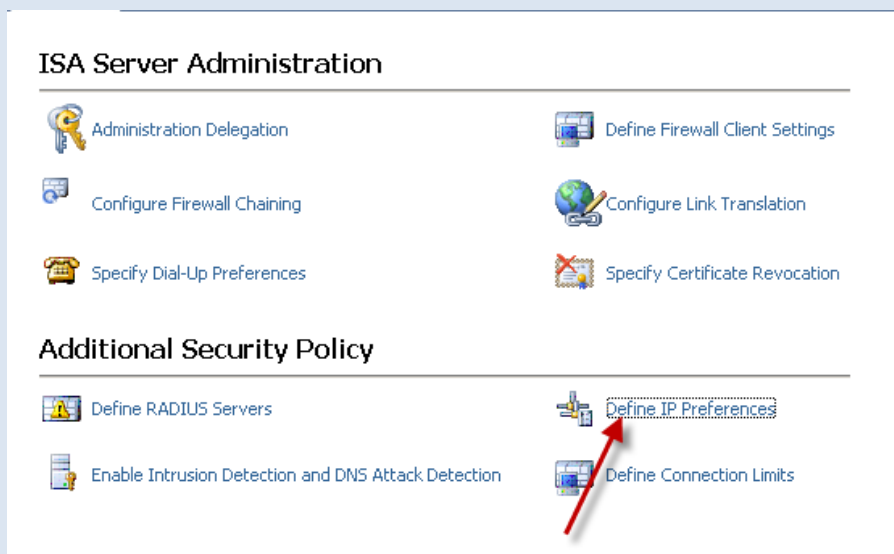 ISA Server Administration
Administration Delegation
Define Firewall Client Settings
Configure Firewall Chaining
Configure Link Translation
Specify Dial-Up Preferences
Specify Certificate Revocation
Additional Security Policy
Define RADIUS Servers
Define IP Preferences
Enable Intrusion Detection and DNS Attack Detection
Define Connection Limits